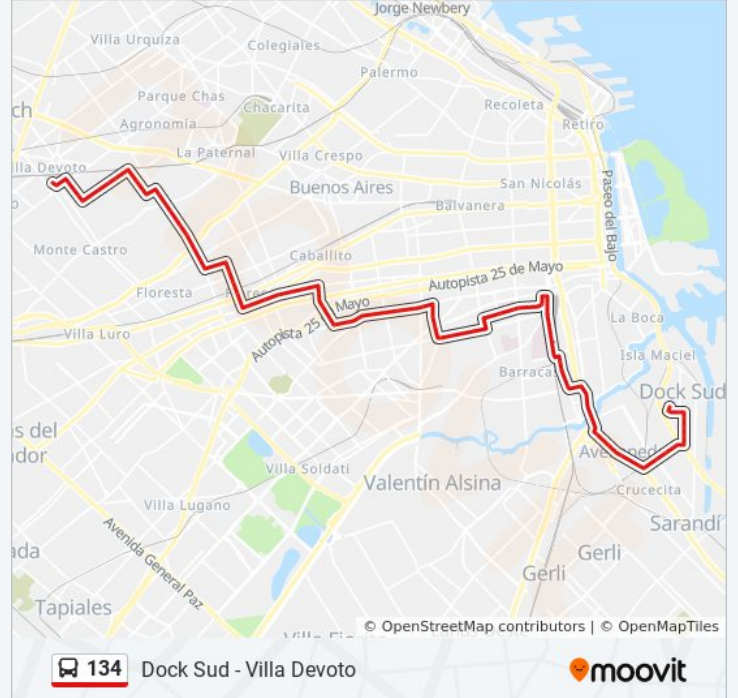 Jorge Newbery
Villa Urquiza
Colegiales
Palermo
Parque Chas
Chacarita
Recoleta
ch
Agronomía
Retiro
La Paternal
Villa Crespo
lla Devoto
San Nicolás
Buenos Aires
Paseo del Bajo
o
Balvanera
Monte Castro
Caballito
Autopista 25 de Mayo
Floresta
Flores
Autopista 25
Mayo
La Boca
Villa Luro
Isla Maciel
Barracas
Dock Sud
s del
dor
Avellaneda
Villa Soldati
Valentín Alsina
Crucecita
Villa Lugano
Sarandí
Avenida General Paz
ada
Gerli
Gerli
Tapiales
© OpenStreetMap contributors | © OpenMapTiles
134 Dock Sud - Villa Devoto
moovit